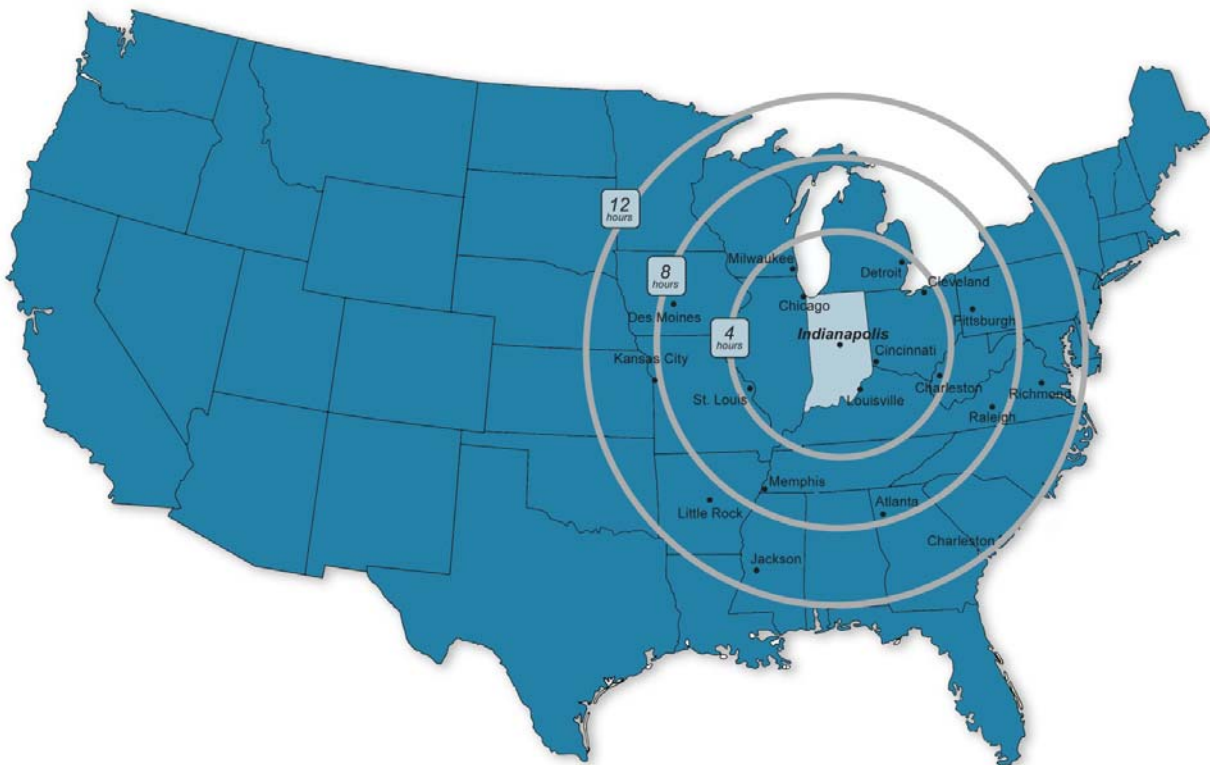 12
hours
Milwaukee
Detroit
8
hours
Cleveland
Chicago
Des Moines
Pittsburgh
4
hours
Indianapolis
Cincinnati
Kansas City
Charleston
Richmond
St. Louis
Louisville
Raleigh
Memphis
Atlanta
Little Rock
Charleston
Jackson